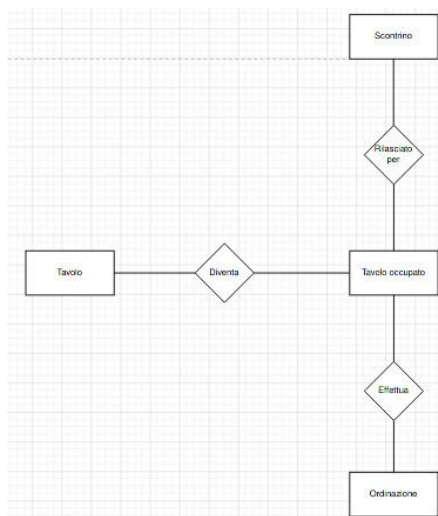 Scontrino
Rilasciato
per
Tavolo
Diventa
Tavolo occupato
Effettua
Ordinazione